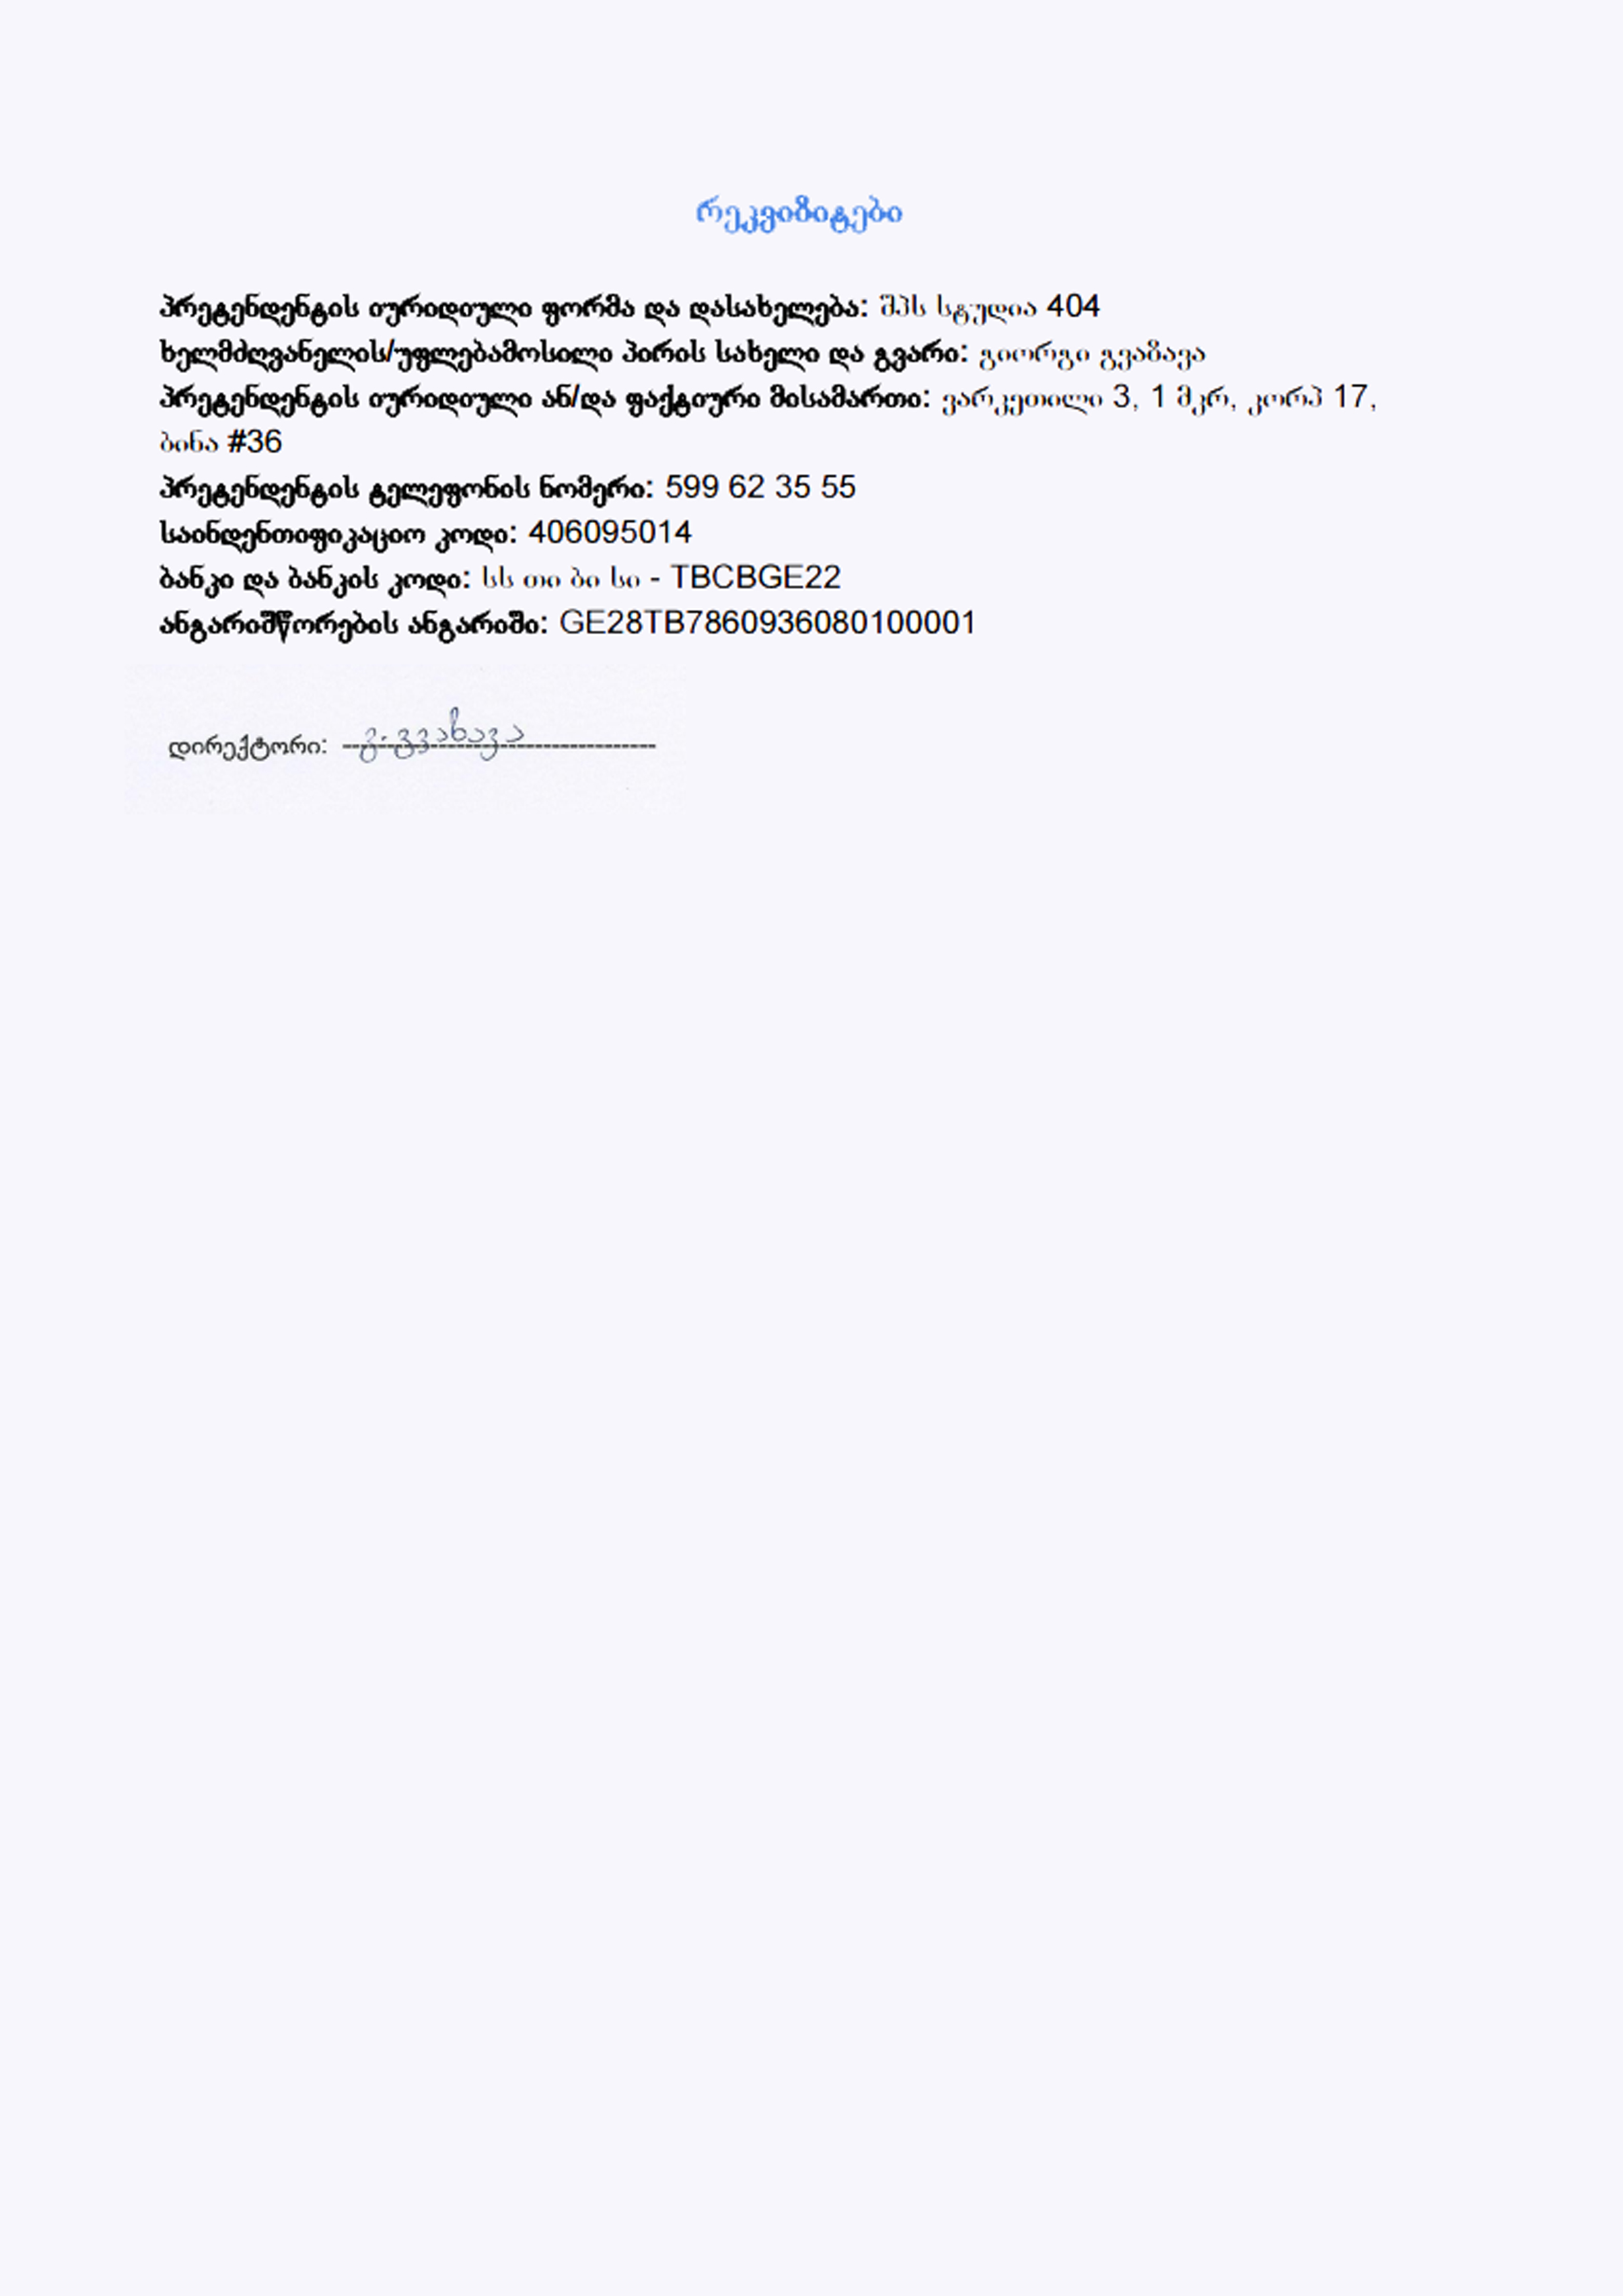 რეკვიზიტები
პრეტენდენტის იურიდიული ფორმა და დასახელება: შპს სტუდია 404
ხელმძღვანელის/უფლებამოსილი პირის სახელი და გვარი: გიორგი გვაზავა
პრეტენდენტის იურიდიული ან/და ფაქტიური მისამართი: ვარკეთილი 3, 1 მკრ, კორპ 17,
ბინა #36
პრეტენდენტის ტელეფონის ნომერი: 599 62 35 55
საინდენთიფიკაციო კოდი: 406095014
ბანკი და ბანკის კოდი: სს თი ბი სი - TBCBGE22
ანგარიშწორების ანგარიში: GE28TB7860936080100001
დირექტორი: გ. გვაზავა